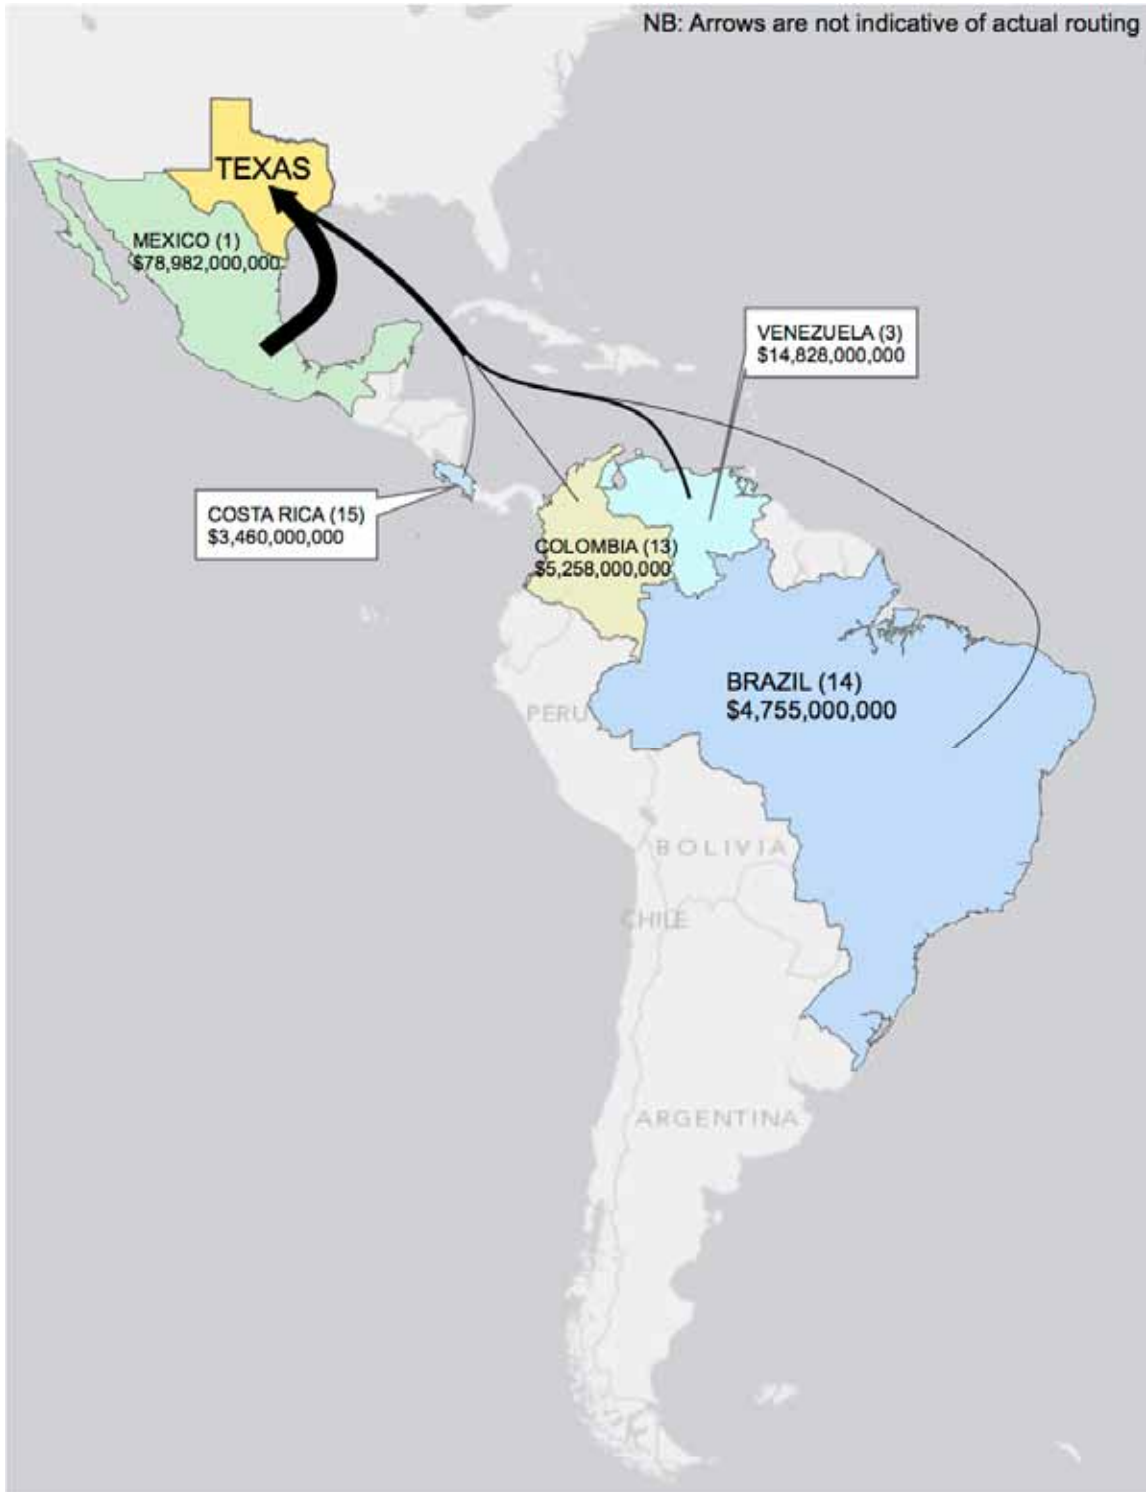 NB: Arrows are not indicative of actual routing
TEXAS
MEXICO (1)
$78,982,000,000
VENEZUELA (3)
$14,828,000,000
COSTA RICA (15)
$3,460,000,000
COLOMBIA (13)
$5,258,000,000
BRAZIL (14)
$4,755,000,000
PERU
BOLIVIA
CHILE
ARGENTINA